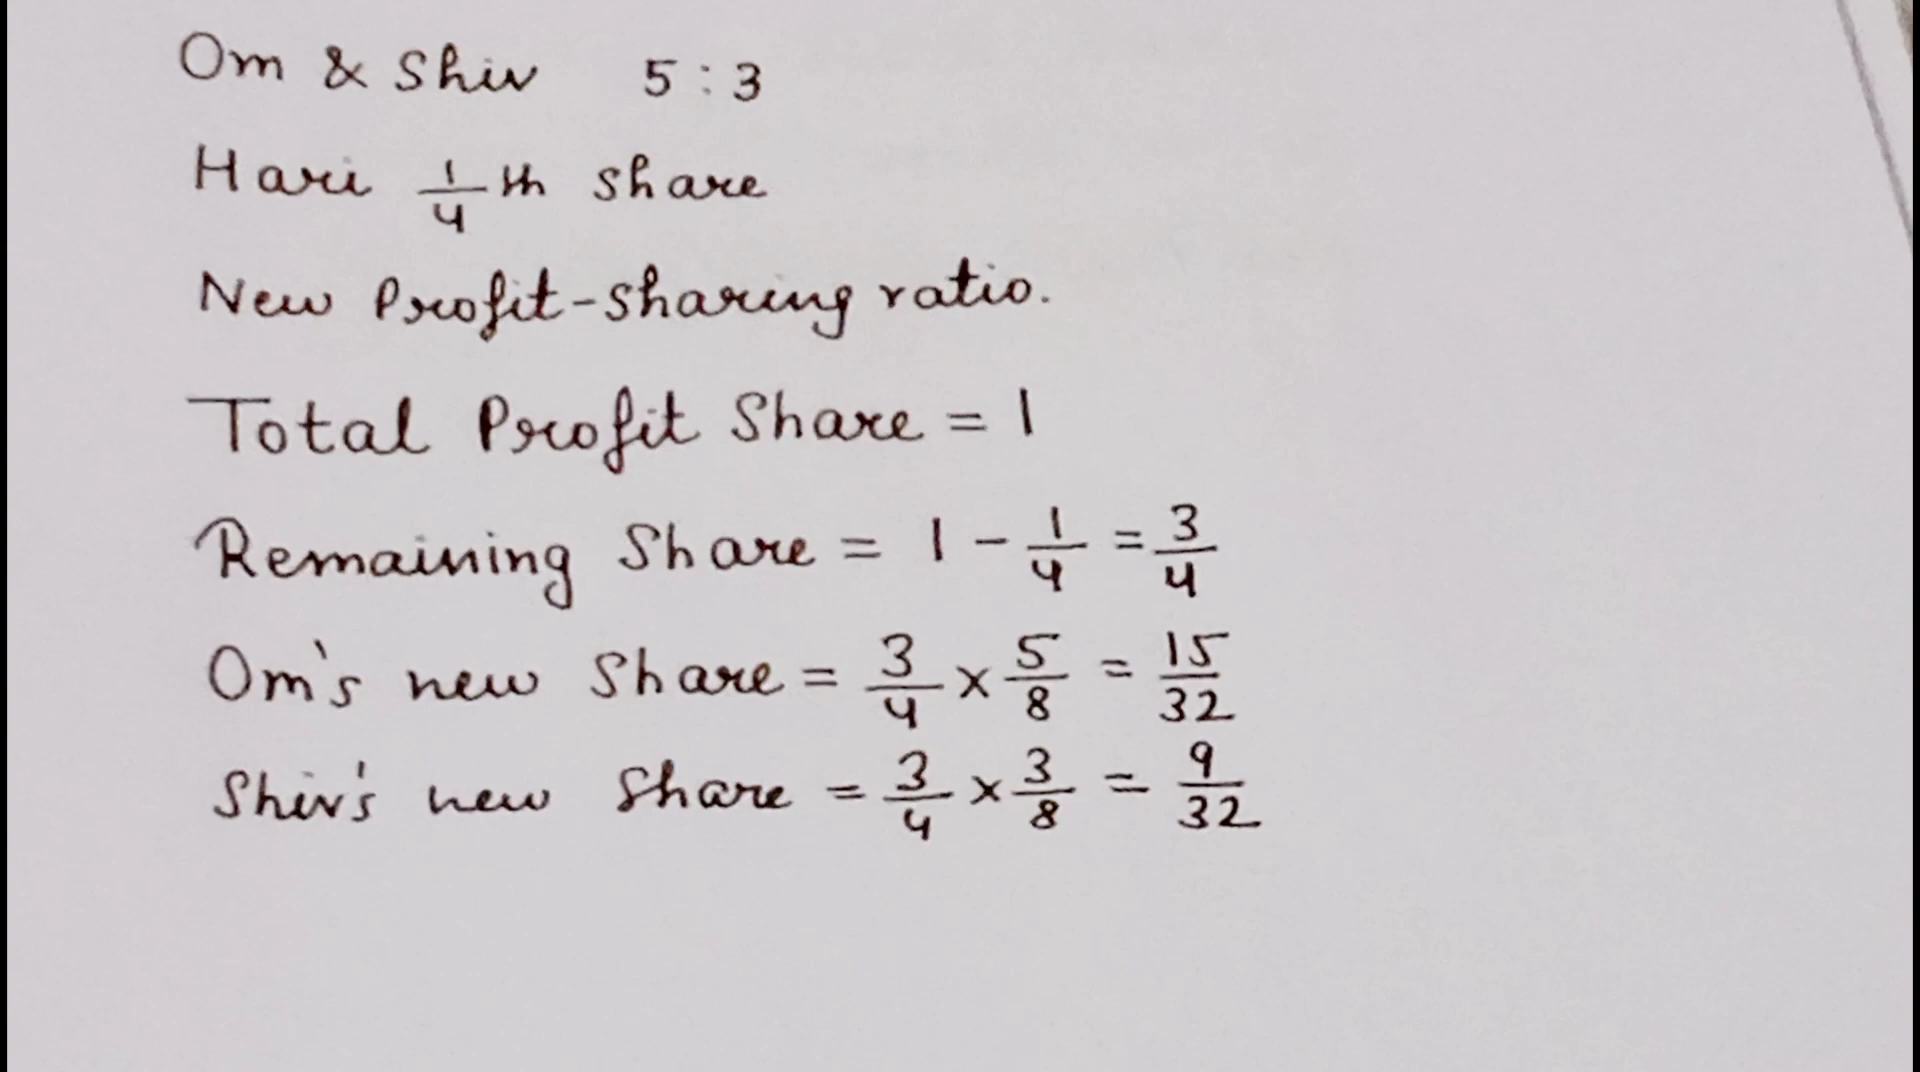 Om & Shiv 5:3
Hari 1/4 th share
New Profit-sharing ratio.
Total Profit Share = 1
Remaining Share = 1 - 1/4 = 3/4
Om's new Share = 3/4 × 5/8 = 15/32
Shiv's new Share = 3/4 × 3/8 = 9/32